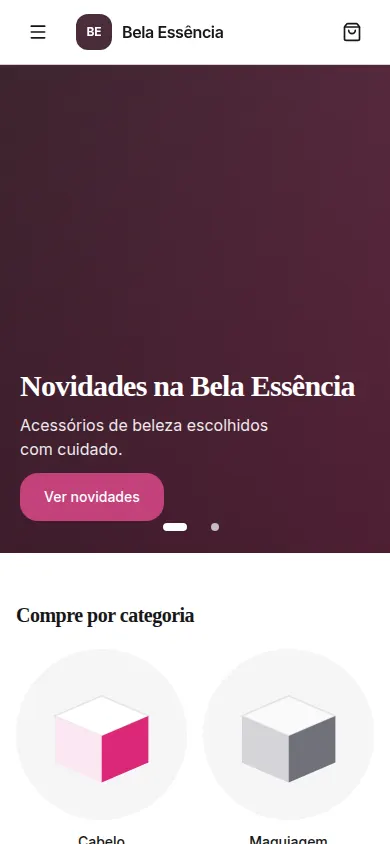 BE
Bela Essência
Novidades na Bela Essência
Acessórios de beleza escolhidos
com cuidado.
Ver novidades
Compre por categoria
Cabelo
Maquiagem